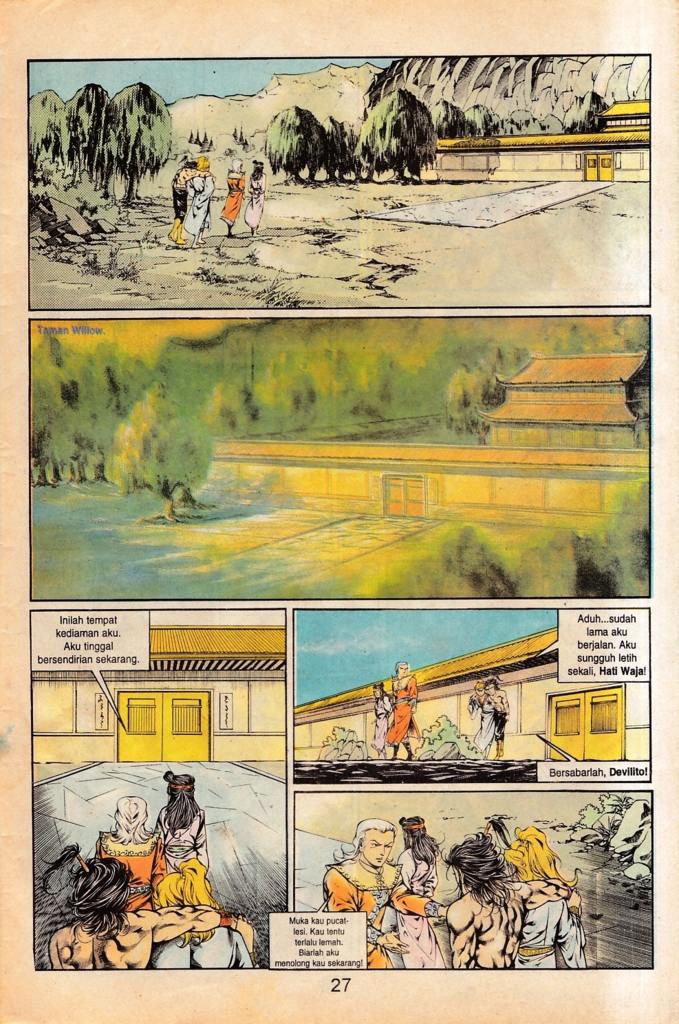 Taman Willow.
Inilah tempat
kediaman aku.
Aku tinggal
bersendirian sekarang.
Aduh...sudah
lama aku
berjalan. Aku
sungguh letih
sekali, Hati Waja!
Bersabarlah, Devilito!
Muka kau pucat-
lesi. Kau tentu
terlalu lemah.
Biarlah aku
menolong kau sekarang!
27